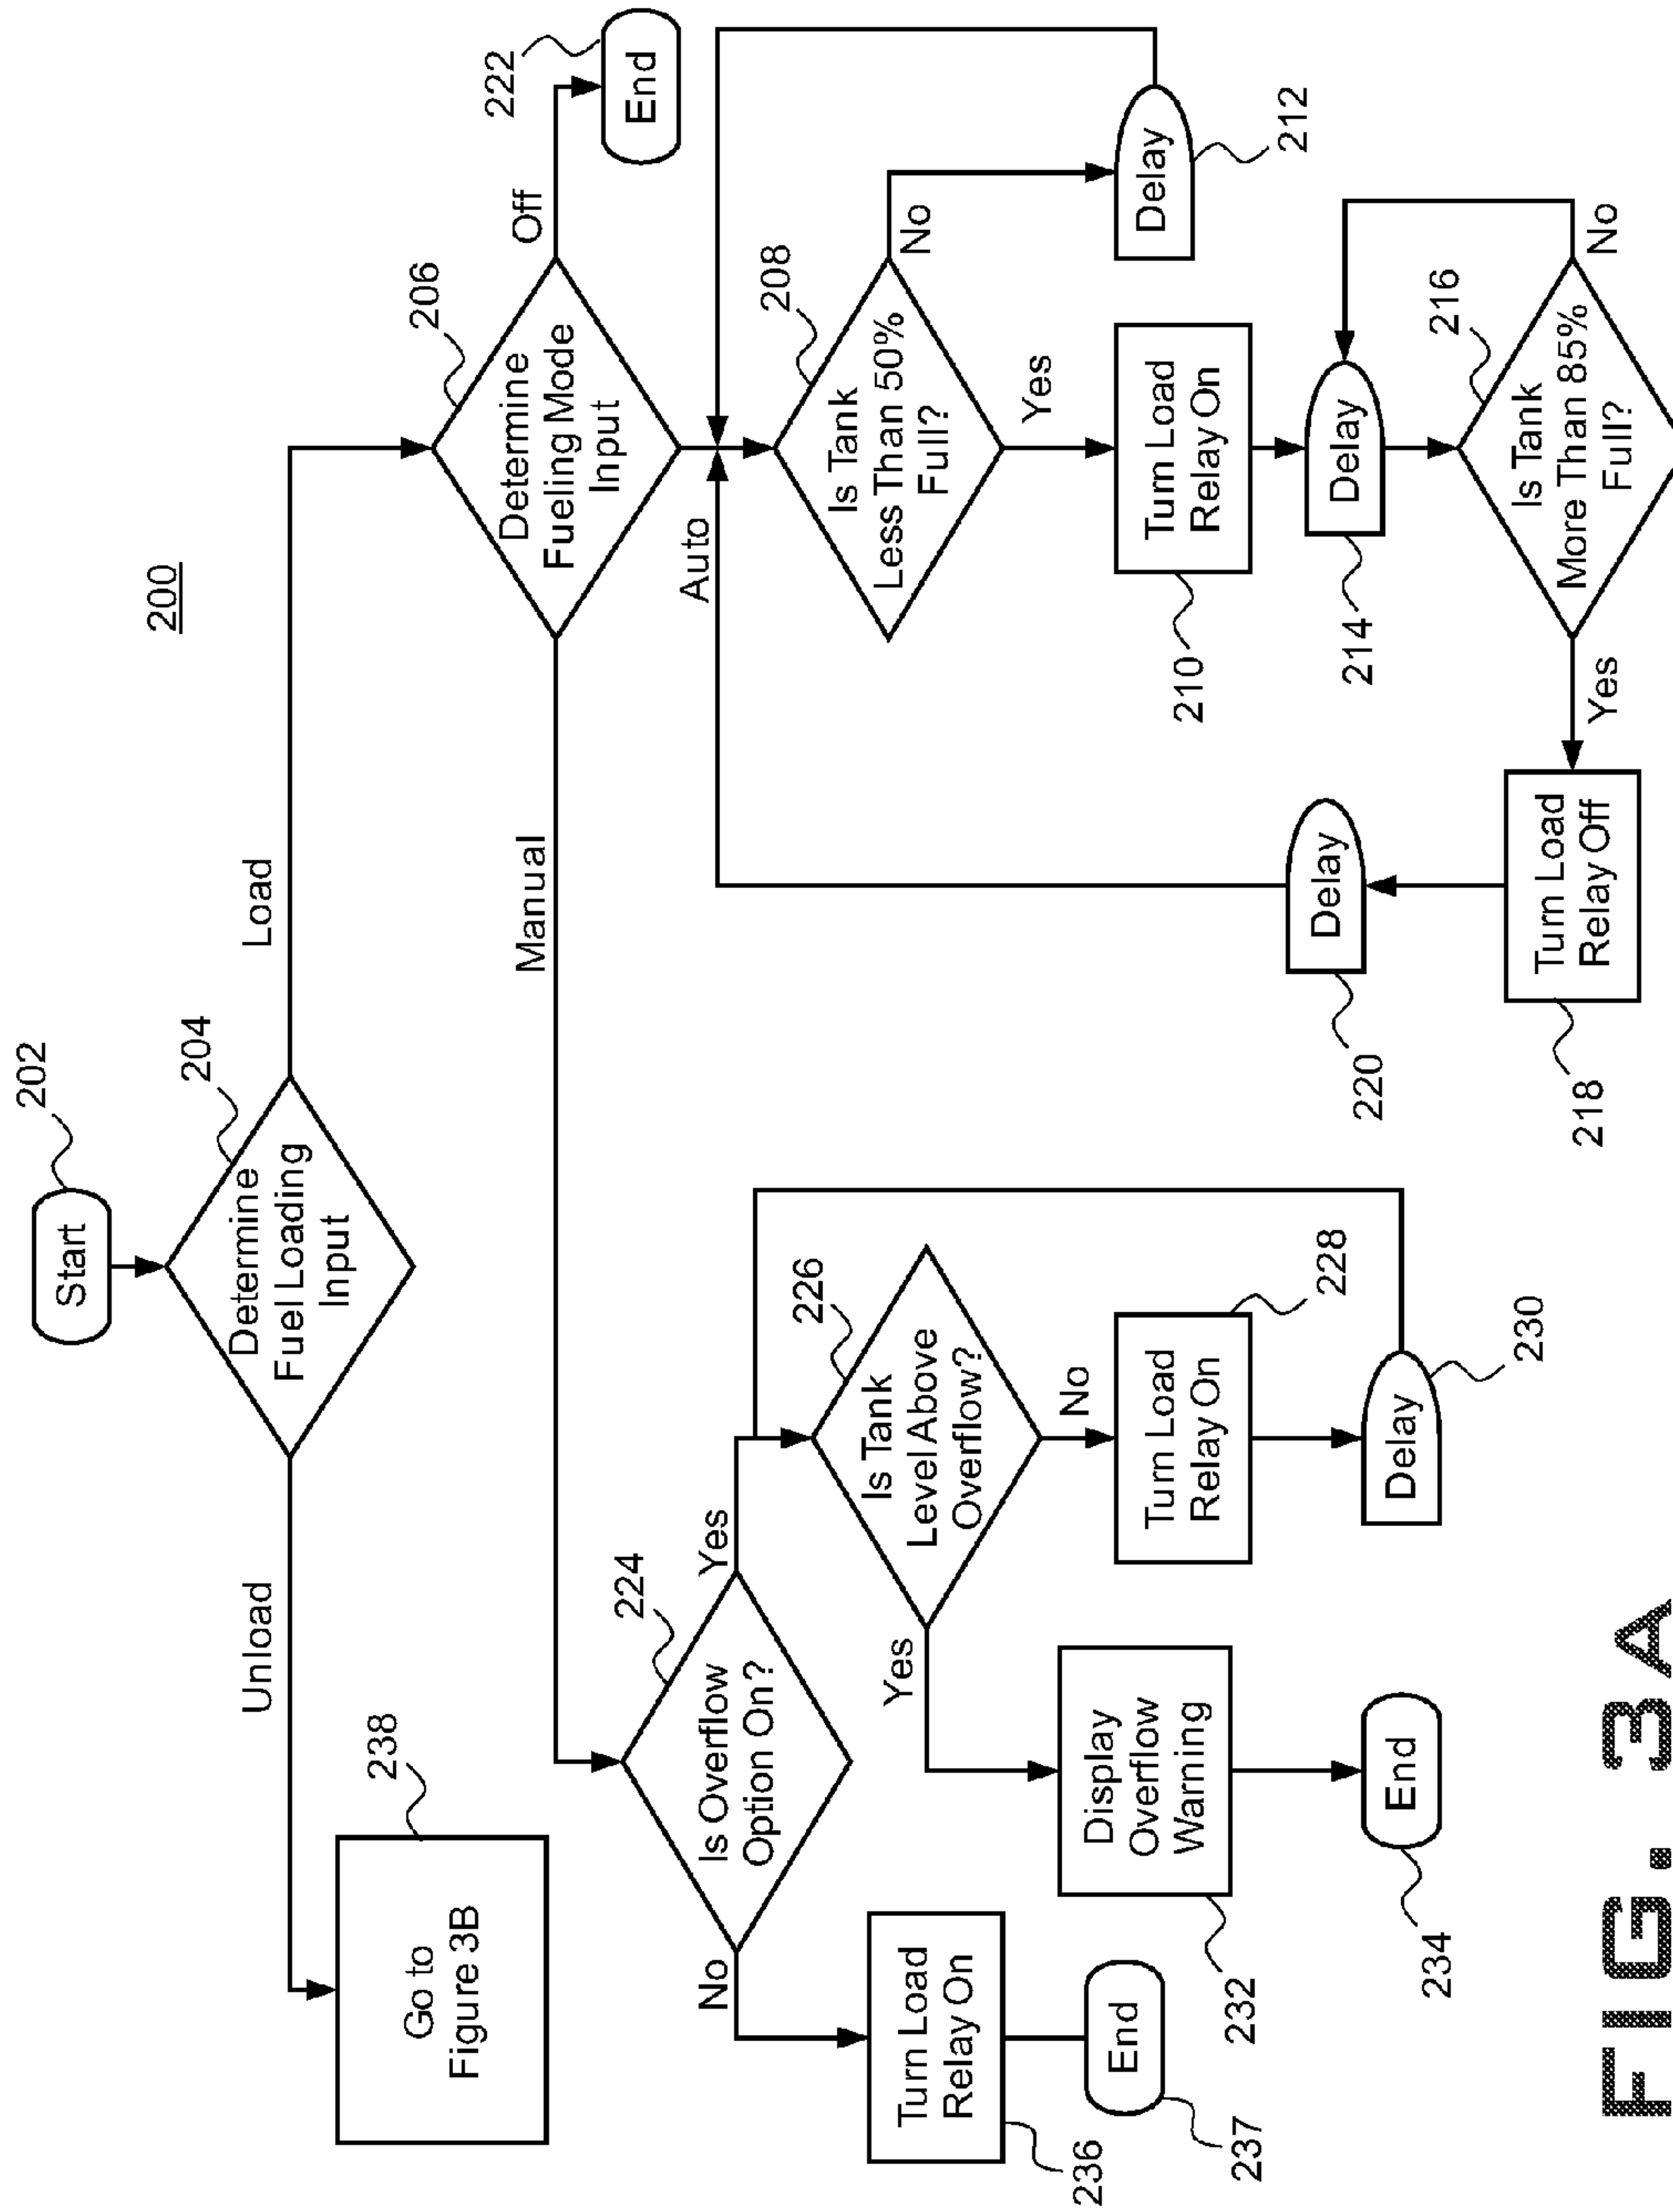 200
Start
202
Determine
Fuel Loading
Input
204
Unload
Load
Go to
Figure 3B
238
Determine
Fueling Mode
Input
206
Manual
Off
End
222
Auto
Is Overflow
Option On?
224
No
Yes
Is Tank
Level Above
Overflow?
226
Yes
No
Turn Load
Relay On
236
End
237
Display
Overflow
Warning
232
End
234
Turn Load
Relay On
228
Delay
230
Is Tank
Less Than 50%
Full?
208
No
Yes
Delay
212
Turn Load
Relay On
210
Delay
214
Is Tank
More Than 85%
Full?
216
No
Yes
Turn Load
Relay Off
218
Delay
220
FIG. 3A